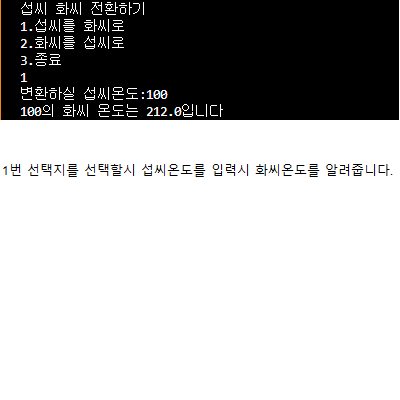 섭씨 화씨 전환하기
1.섭씨를 화씨로
2.화씨를 섭씨로
3.종료
1
변환하실 섭씨온도:100
100의 화씨 온도는 212.0입니다
1번 선택지를 선택할시 섭씨온도를 입력시 화씨온도를 알려줍니다.